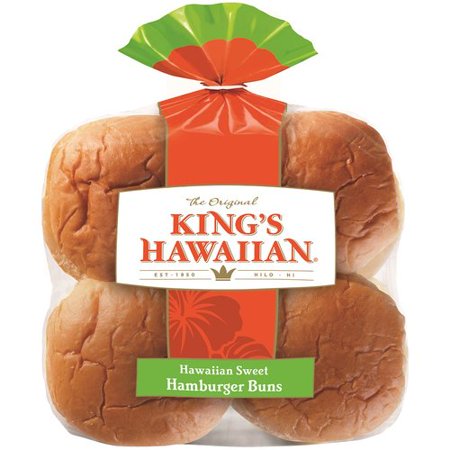 The Original
KING'S
HAWAIIAN®
EST - 1950 HILO - HI
Hawaiian Sweet
Hamburger Buns